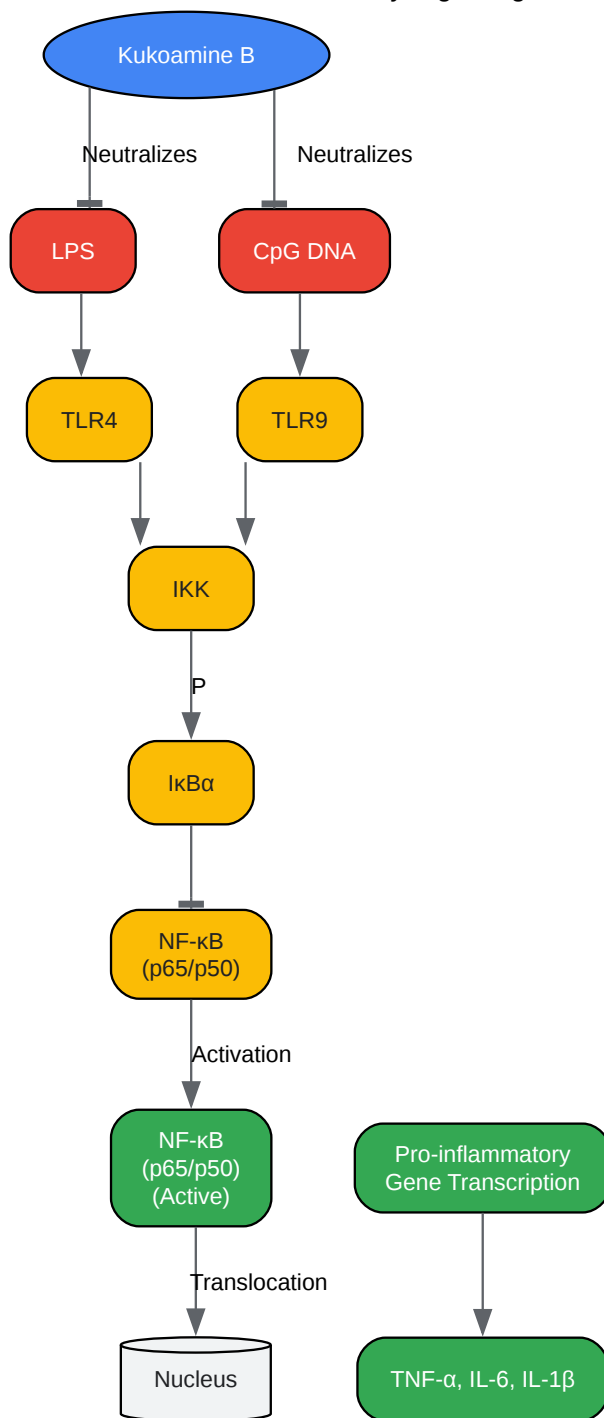 Kukoamine B
Neutralizes
Neutralizes
LPS
CpG DNA
TLR4
TLR9
IKK
P
IκBα
NF-κB
(p65/p50)
Activation
NF-κB
(p65/p50)
(Active)
Pro-inflammatory
Gene Transcription
Translocation
Nucleus
TNF-α, IL-6, IL-1β